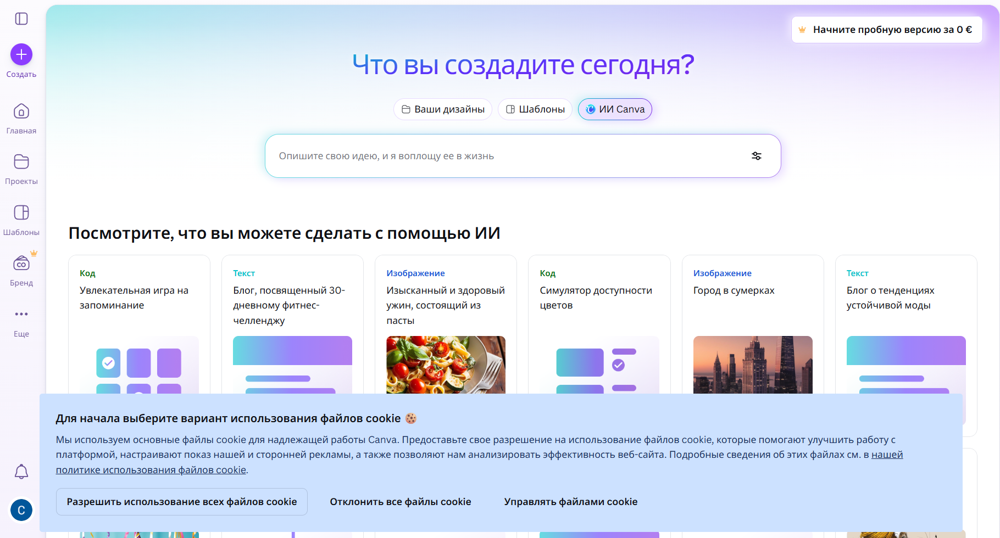 Создать
Главная
Проекты
Шаблоны
CO
Бренд
Еще
C
Начните пробную версию за 0 €
Что вы создадите сегодня?
Ваши дизайны
Шаблоны
C
ИИ Canva
Опишите свою идею, и я воплощу ее в жизнь
Посмотрите, что вы можете сделать с помощью ИИ
Код
Увлекательная игра на
запоминание
Текст
Блог, посвященный 30-
дневному фитнес-
челленджу
Изображение
Изысканный и здоровый
ужин, состоящий из
пасты
Код
Симулятор доступности
цветов
Изображение
Город в сумерках
Текст
Блог о тенденциях
устойчивой моды
Для начала выберите вариант использования файлов cookie 🍪
Мы используем основные файлы cookie для надлежащей работы Canva. Предоставьте свое разрешение на использование файлов cookie, которые помогают улучшить работу с
платформой, настраивают показ нашей и сторонней рекламы, а также позволяют нам анализировать эффективность веб-сайта. Подробные сведения об этих файлах см. в нашей
политике использования файлов cookie.
Разрешить использование всех файлов cookie
Отклонить все файлы cookie
Управлять файлами cookie